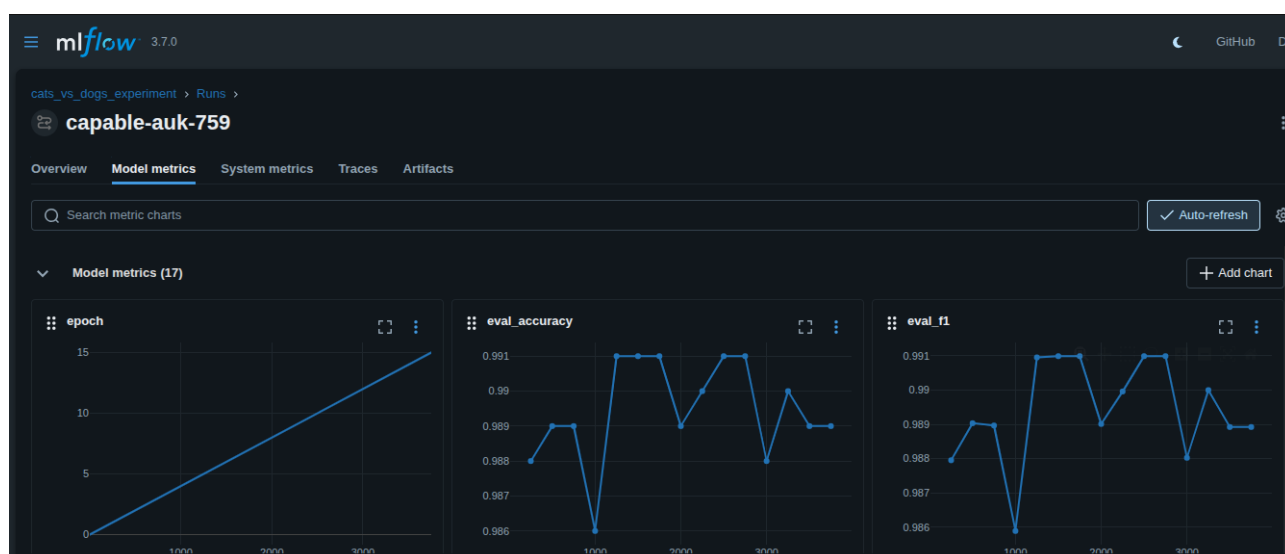 mlflow 3.7.0
GitHub
D
cats_vs_dogs_experiment › Runs ›
capable-auk-759
Overview Model metrics System metrics Traces Artifacts
Search metric charts
Auto-refresh
Model metrics (17)
Add chart
epoch
15
10
5
0
1000 2000 3000
eval_accuracy
0.991
0.99
0.989
0.988
0.987
0.986
1000 2000 3000
eval_f1
0.991
0.99
0.989
0.988
0.987
0.986
1000 2000 3000